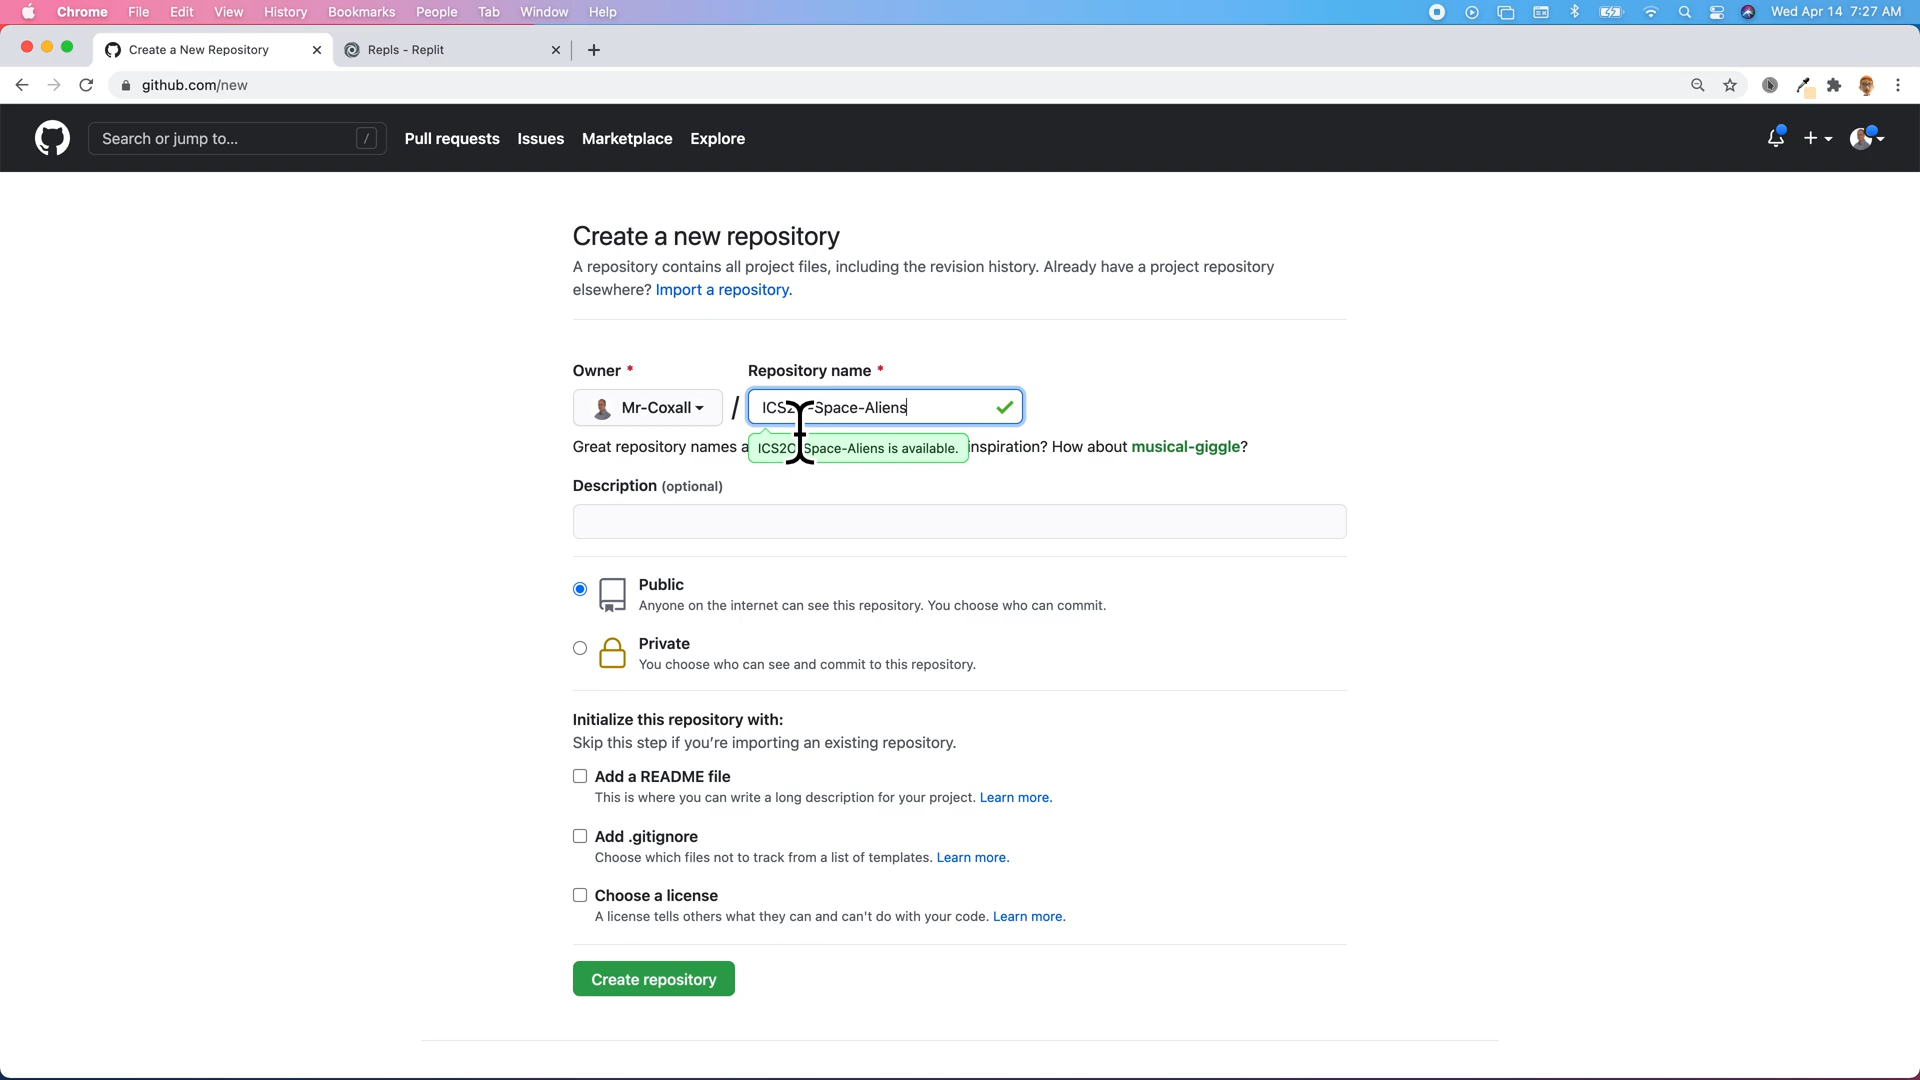 Chrome File Edit View History Bookmarks People Tab Window Help Wed Apr 14 7:27 AM
Create a New Repository Repls - Replit
github.com/new
Search or jump to... / Pull requests Issues Marketplace Explore
Create a new repository
A repository contains all project files, including the revision history. Already have a project repository
elsewhere? Import a repository.
Owner * Repository name *
Mr-Coxall / -Space-Aliens
Great repository names Space-Aliens is available. inspiration? How about musical-giggle?
Description (optional)
Public
Anyone on the internet can see this repository. You choose who can commit.
Private
You choose who can see and commit to this repository.
Initialize this repository with:
Skip this step if you're importing an existing repository.
Add a README file
This is where you can write a long description for your project. Learn more.
Add .gitignore
Choose which files not to track from a list of templates. Learn more.
Choose a license
A license tells others what they can and can't do with your code. Learn more.
Create repository